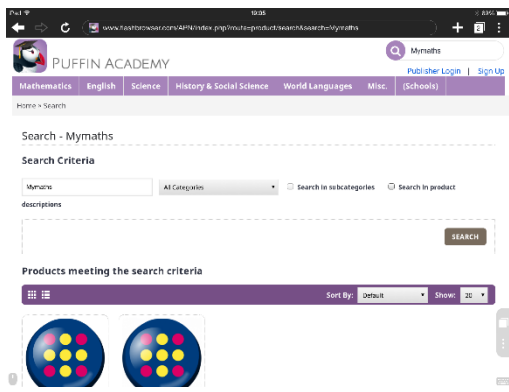 iPad 19:05 83%
www.flashbrowser.com/APN/index.php?route=product/search&search=Mymaths 2
PUFFIN ACADEMY Mymaths
Publisher Login | Sign Up
Mathematics English Science History & Social Science World Languages Misc. (Schools)
Home » Search
Search - Mymaths
Search Criteria
Mymaths All Categories Search in subcategories Search in product
descriptions
SEARCH
Products meeting the search criteria
Sort By: Default Show: 20